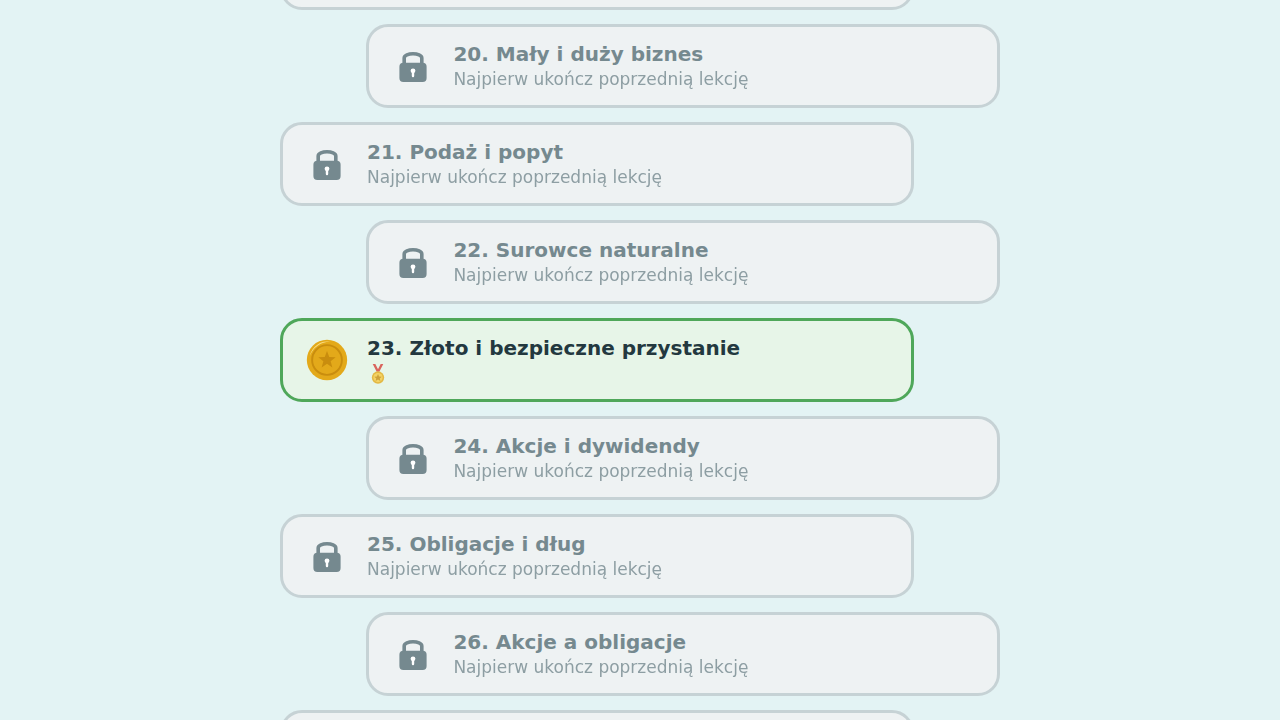 20. Mały i duży biznes
Najpierw ukończ poprzednią lekcję
21. Podaż i popyt
Najpierw ukończ poprzednią lekcję
22. Surowce naturalne
Najpierw ukończ poprzednią lekcję
23. Złoto i bezpieczne przystanie
24. Akcje i dywidendy
Najpierw ukończ poprzednią lekcję
25. Obligacje i dług
Najpierw ukończ poprzednią lekcję
26. Akcje a obligacje
Najpierw ukończ poprzednią lekcję